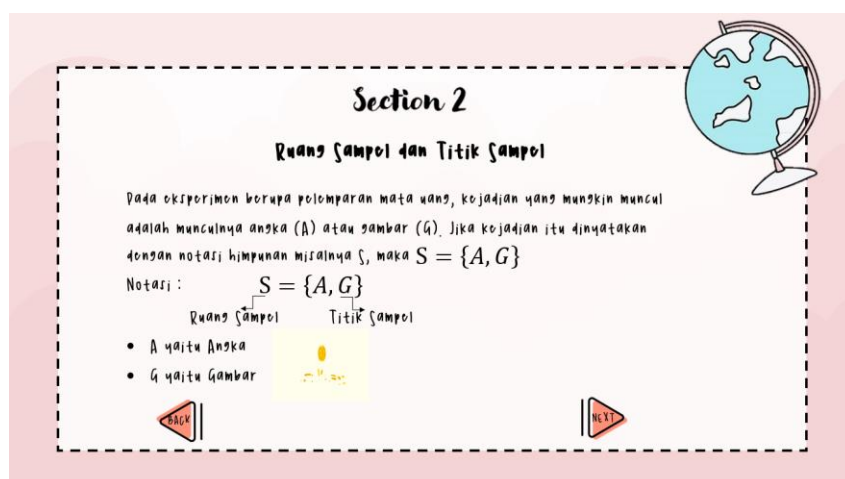 Section 2
Ruang Sampel dan Titik Sampel
Pada eksperimen berupa pelemparan mata uang, kejadian yang mungkin muncul
adalah munculnya angka (A) atau gambar (G). Jika kejadian itu dinyatakan
dengan notasi himpunan misalnya S, maka S = {A, G}
Notasi : S = {A, G}
Ruang Sampel Titik Sampel
• A yaitu Angka
• G yaitu Gambar
BACK NEXT